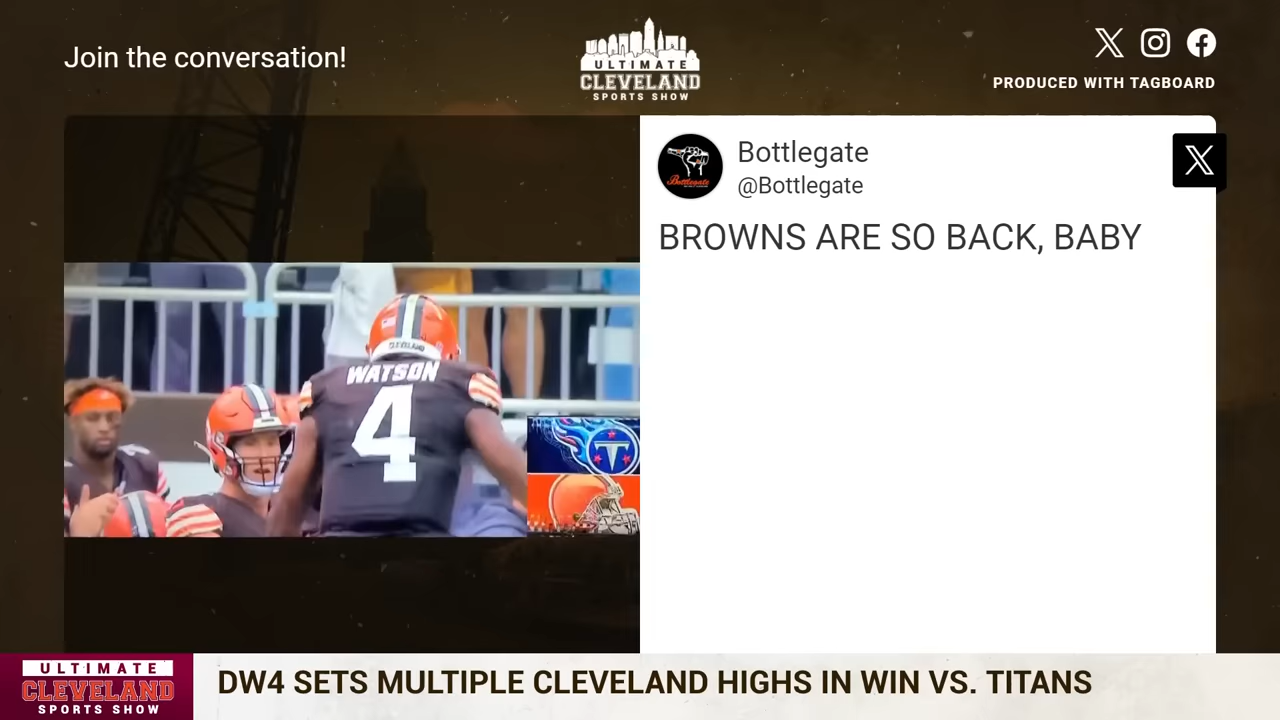 Join the conversation!
ULTIMATE
CLEVELAND
SPORTS SHOW
PRODUCED WITH TAGBOARD
Bottlegate
@Bottlegate
Bottlegate
BROWNS ARE SO BACK, BABY
CLEVELAND
WATSON
4
T
ULTIMATE
CLEVELAND
SPORTS SHOW
DW4 SETS MULTIPLE CLEVELAND HIGHS IN WIN VS. TITANS